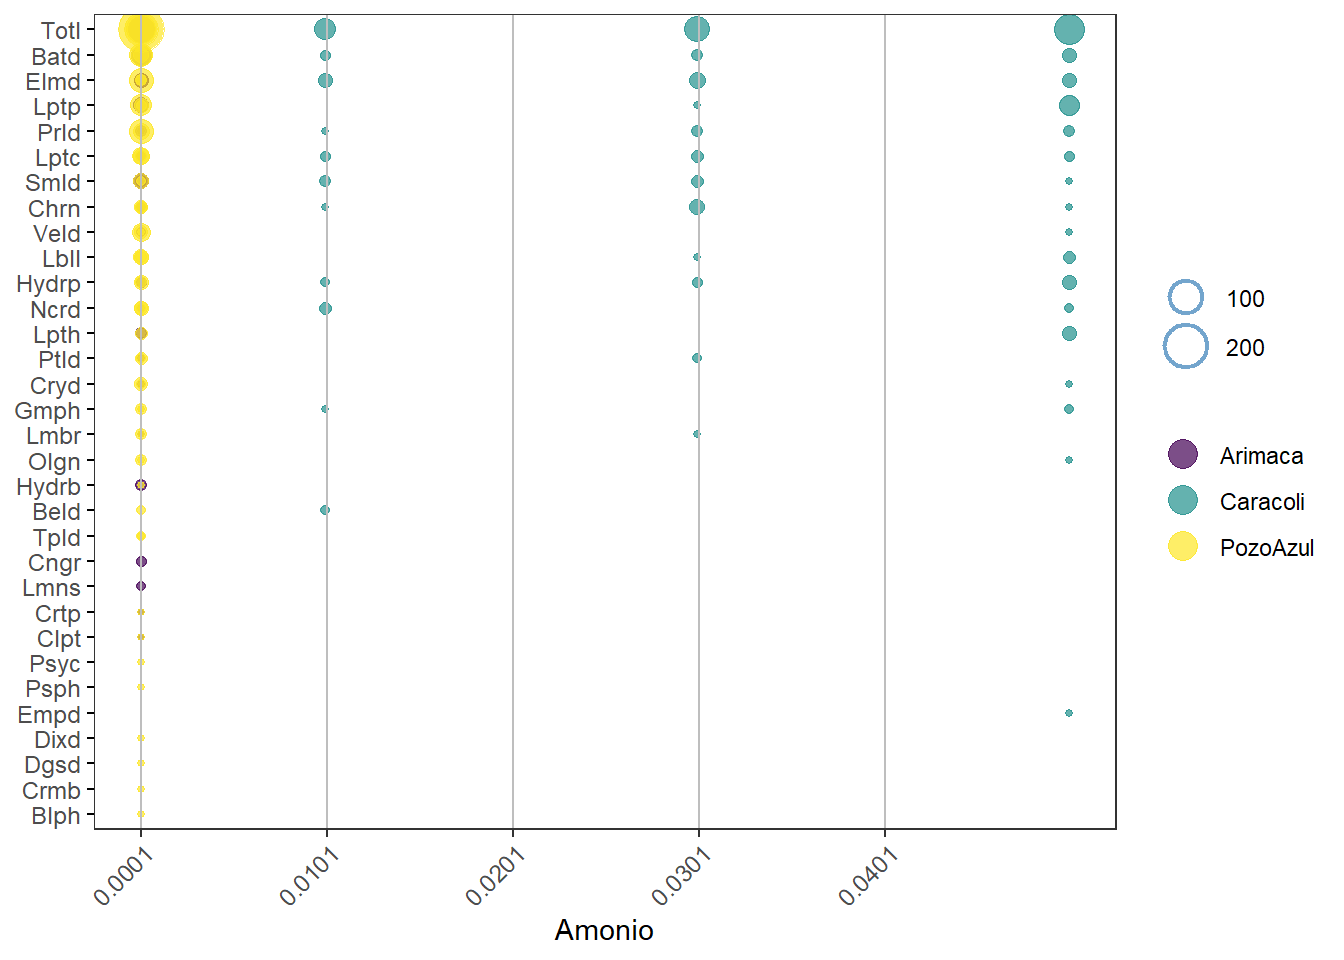 Totl
Batd
Elmd
Lptp
Prld
Lptc
Smld
Chrn
Veld
Lbll
Hydrp
Ncrd
Lpth
Ptld
Cryd
Gmph
Lmbr
Olgn
Hydrb
Beld
Tpld
Cngr
Lmns
Crtp
Clpt
Psyc
Psph
Empd
Dixd
Dgsd
Crmb
Blph
0.0001
0.0101
0.0201
0.0301
0.0401
Amonio
100
200
Arimaca
Caracoli
PozoAzul